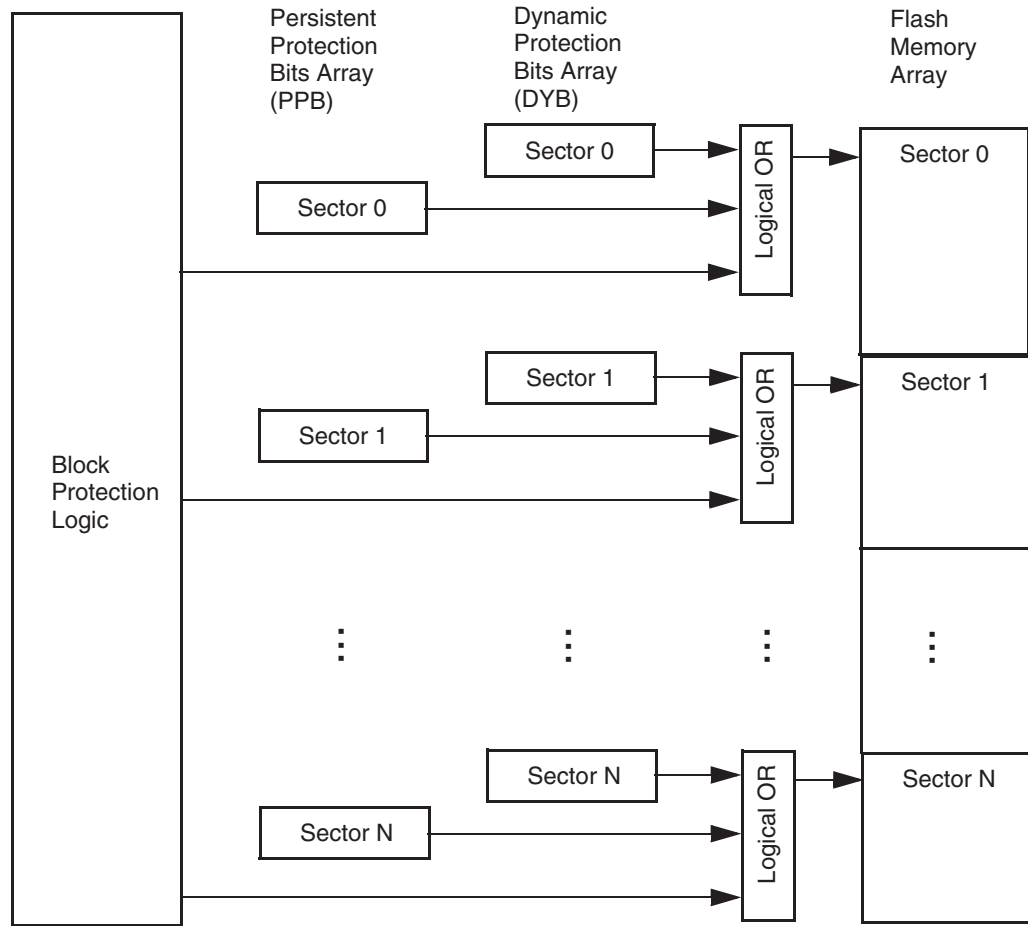 Persistent
Protection
Bits Array
(PPB)
Dynamic
Protection
Bits Array
(DYB)
Flash
Memory
Array
Sector 0
Sector 0
Logical OR
Sector 0
Sector 1
Sector 1
Logical OR
Sector 1
Block
Protection
Logic
⋮
⋮
⋮
⋮
Sector N
Sector N
Logical OR
Sector N